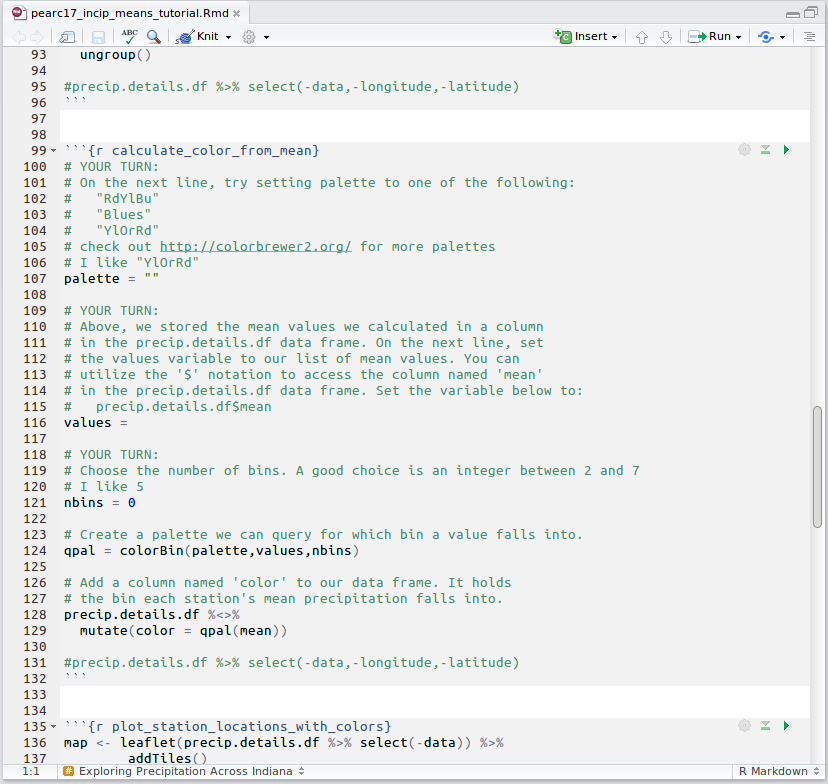 pearc17_incip_means_tutorial.Rmd ×
ABC Knit Insert Run
93 ungroup()
94
95 #precip.details.df %>% select(-data,-longitude,-latitude)
96 ```
97
98
99 ```{r calculate_color_from_mean}
100 # YOUR TURN:
101 # On the next line, try setting palette to one of the following:
102 #   "RdYlBu"
103 #   "Blues"
104 #   "YlOrRd"
105 # check out http://colorbrewer2.org/ for more palettes
106 # I like "YlOrRd"
107 palette = ""
108
109 # YOUR TURN:
110 # Above, we stored the mean values we calculated in a column
111 # in the precip.details.df data frame. On the next line, set
112 # the values variable to our list of mean values. You can
113 # utilize the '$' notation to access the column named 'mean'
114 # in the precip.details.df data frame. Set the variable below to:
115 #   precip.details.df$mean
116 values =
117
118 # YOUR TURN:
119 # Choose the number of bins. A good choice is an integer between 2 and 7
120 # I like 5
121 nbins = 0
122
123 # Create a palette we can query for which bin a value falls into.
124 qpal = colorBin(palette,values,nbins)
125
126 # Add a column named 'color' to our data frame. It holds
127 # the bin each station's mean precipitation falls into.
128 precip.details.df %<>%
129   mutate(color = qpal(mean))
130
131 #precip.details.df %>% select(-data,-longitude,-latitude)
132 ```
133
134
135 ```{r plot_station_locations_with_colors}
136 map <- leaflet(precip.details.df %>% select(-data)) %>%
137         addTiles()
1:1 # Exploring Precipitation Across Indiana R Markdown